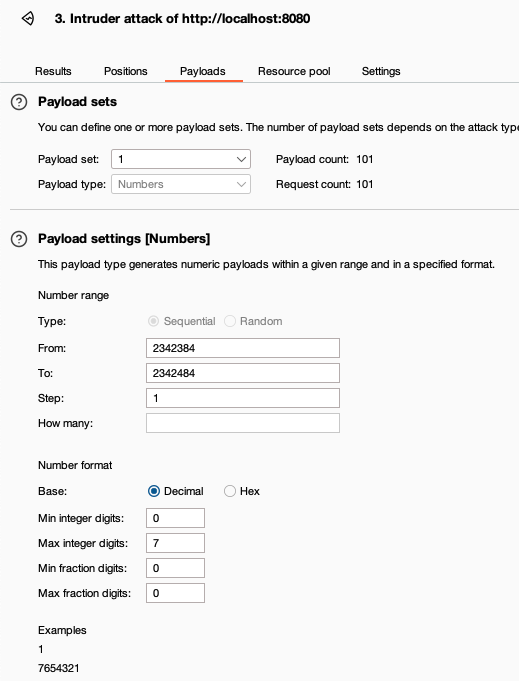 3. Intruder attack of http://localhost:8080
Results Positions Payloads Resource pool Settings
? Payload sets
You can define one or more payload sets. The number of payload sets depends on the attack type
Payload set: 1 Payload count: 101
Payload type: Numbers Request count: 101
? Payload settings [Numbers]
This payload type generates numeric payloads within a given range and in a specified format.
Number range
Type: Sequential Random
From: 2342384
To: 2342484
Step: 1
How many:
Number format
Base: Decimal Hex
Min integer digits: 0
Max integer digits: 7
Min fraction digits: 0
Max fraction digits: 0
Examples
1
7654321